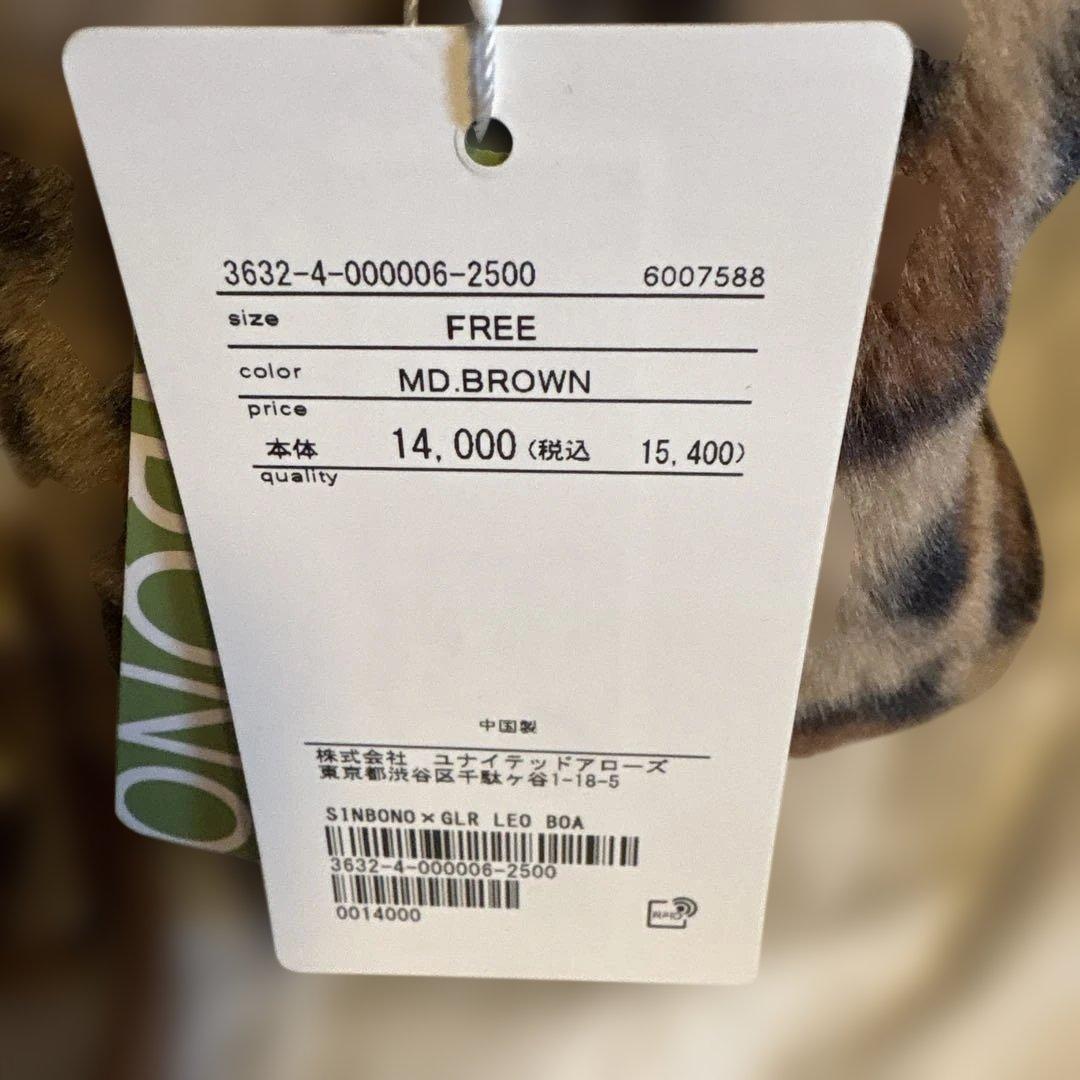 3632-4-000006-2500 6007588
size FREE
color MD.BROWN
price
本体 14,000 (税込 15,400)
quality
中国製
株式会社 ユナイテッドアローズ
東京都渋谷区千駄ヶ谷1-18-5
SINBONO×GLR LEO BOA
3632-4-000006-2500
0014000
RFID
ONO